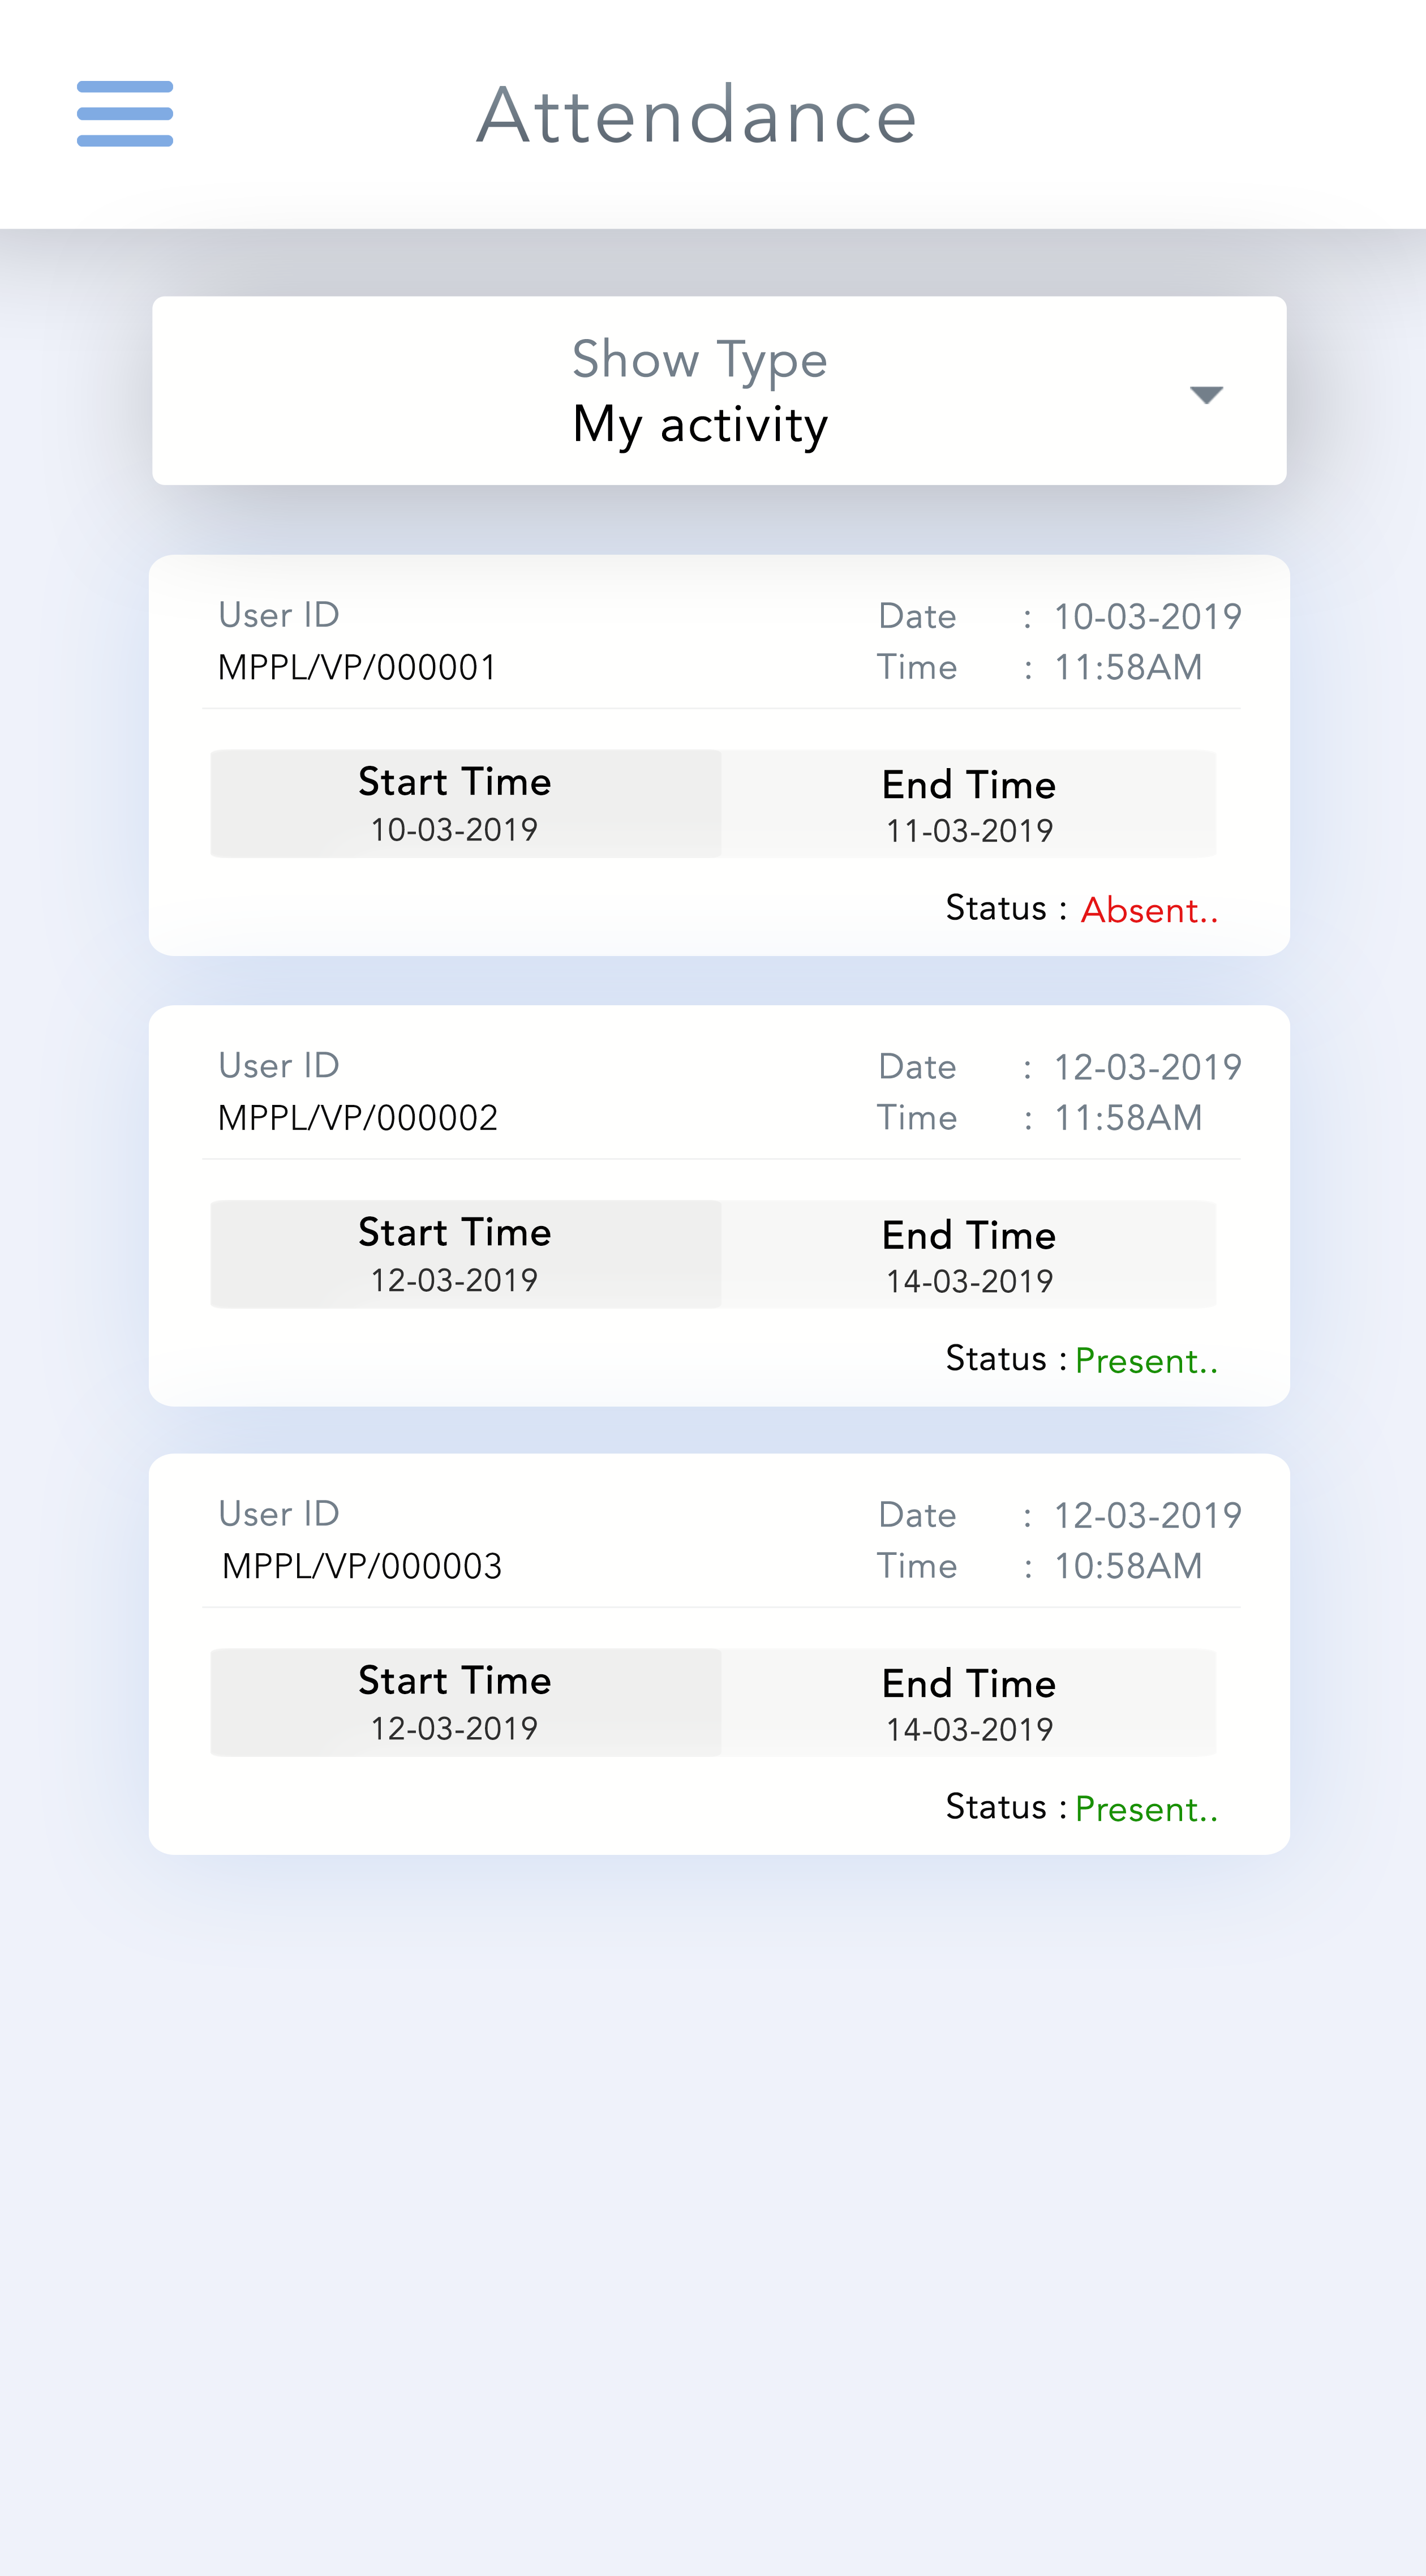 Attendance
Show Type
My activity
User ID
Date : 10-03-2019
MPPL/VP/000001
Time : 11:58AM
Start Time
End Time
10-03-2019
11-03-2019
Status : Absent..
User ID
Date : 12-03-2019
MPPL/VP/000002
Time : 11:58AM
Start Time
End Time
12-03-2019
14-03-2019
Status : Present..
User ID
Date : 12-03-2019
MPPL/VP/000003
Time : 10:58AM
Start Time
End Time
12-03-2019
14-03-2019
Status : Present..